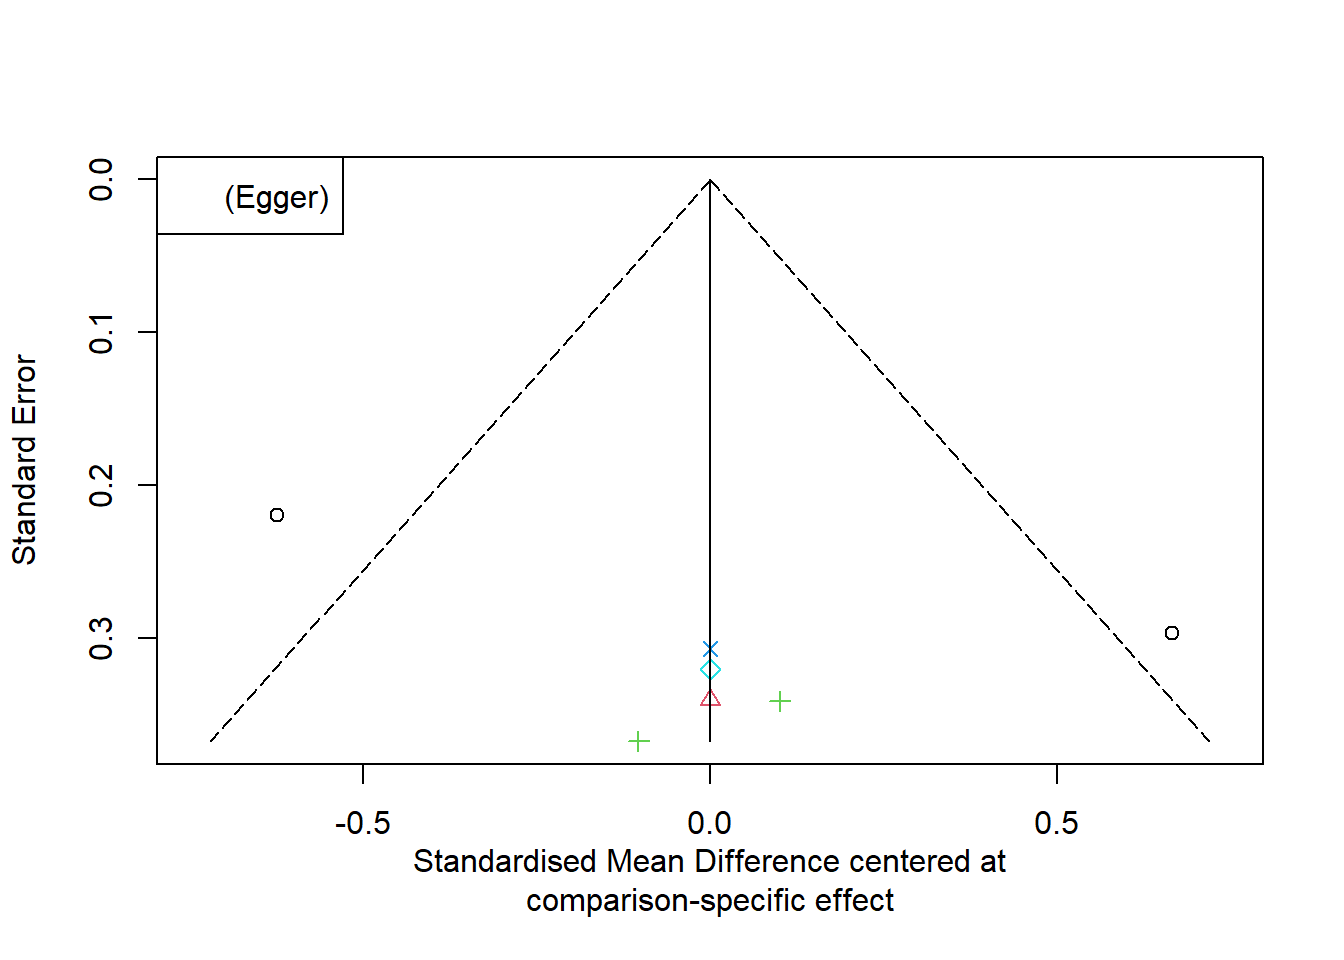 (Egger)
0.0
0.1
0.2
0.3
Standard Error
-0.5
0.0
0.5
Standardised Mean Difference centered at
comparison-specific effect